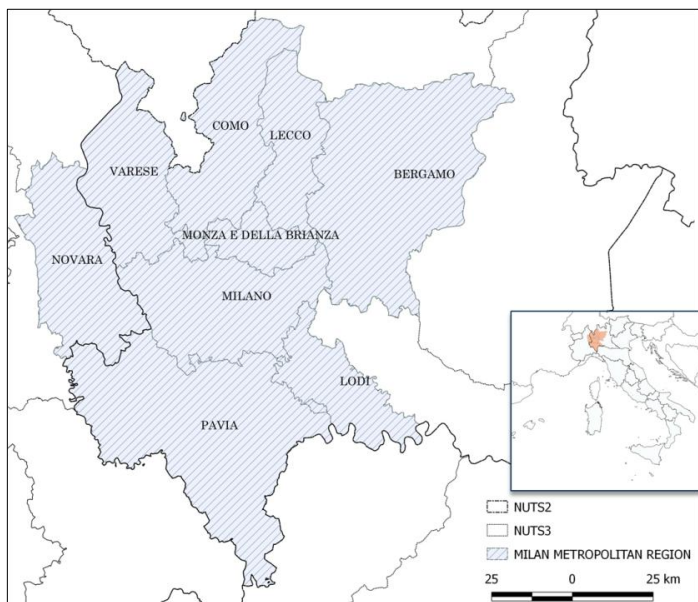 COMO
LECCO
VARESE
BERGAMO
MONZA E DELLA BRIANZA
NOVARA
MILANO
LODI
PAVIA
NUTS2
NUTS3
MILAN METROPOLITAN REGION
25 0 25 km